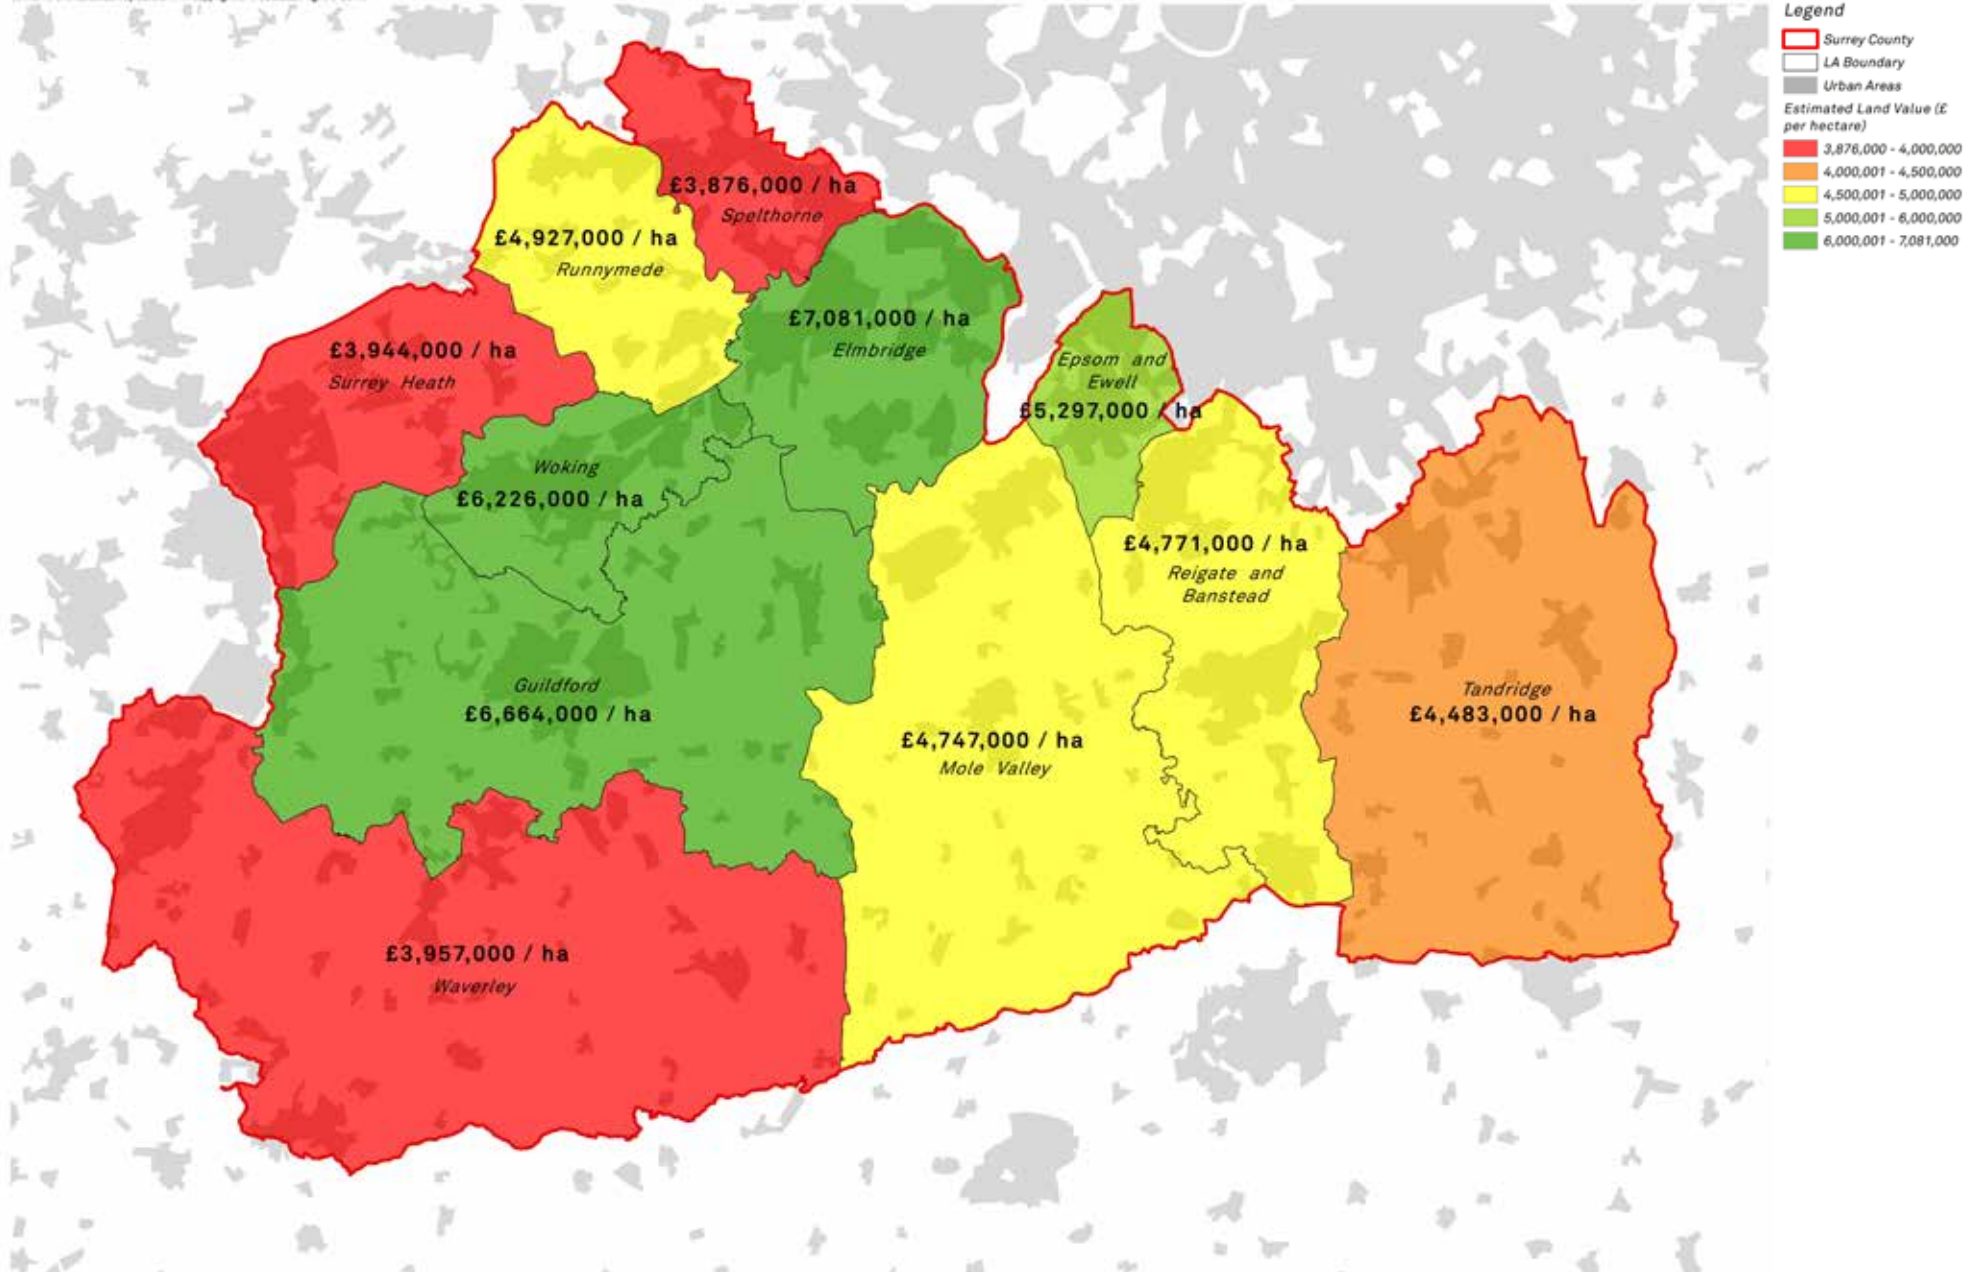 Legend
Surrey County
LA Boundary
Urban Areas
Estimated Land Value (£
per hectare)
3,876,000 - 4,000,000
4,000,001 - 4,500,000
4,500,001 - 5,000,000
5,000,001 - 6,000,000
6,000,001 - 7,081,000
£3,876,000 / ha
Spelthorne
£4,927,000 / ha
Runnymede
£7,081,000 / ha
Elmbridge
£3,944,000 / ha
Surrey Heath
Epsom and
Ewell
£5,297,000 / ha
Woking
£6,226,000 / ha
£4,771,000 / ha
Reigate and
Banstead
Guildford
£6,664,000 / ha
Tandridge
£4,483,000 / ha
£4,747,000 / ha
Mole Valley
£3,957,000 / ha
Waverley